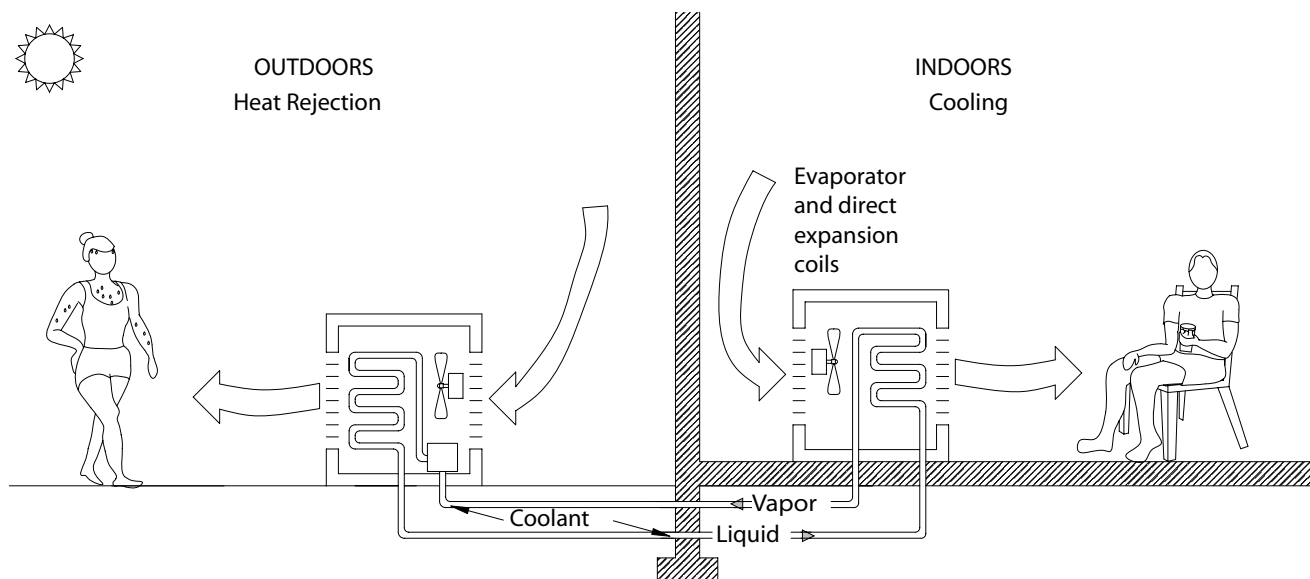 OUTDOORS
Heat Rejection
INDOORS
Cooling
Evaporator
and direct
expansion
coils
Vapor
Coolant
Liquid